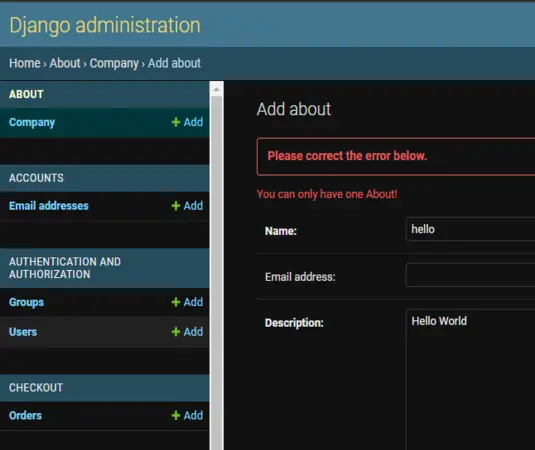 Django administration
Home › About › Company › Add about
ABOUT
Company
+ Add
ACCOUNTS
Email addresses
+ Add
AUTHENTICATION AND
AUTHORIZATION
Groups
+ Add
Users
+ Add
CHECKOUT
Orders
+ Add
Add about
Please correct the error below.
You can only have one About!
Name:
hello
Email address:
Description:
Hello World